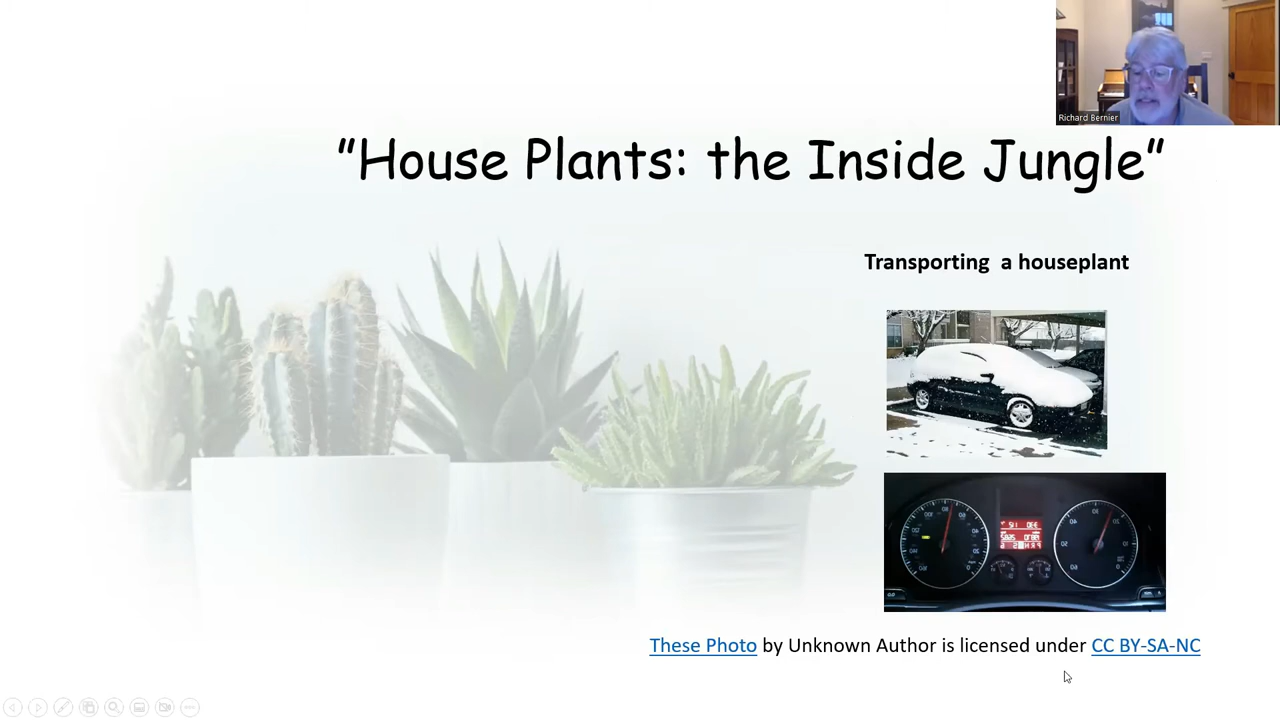 Richard Bernier
"House Plants: the Inside Jungle"
Transporting a houseplant
These Photo by Unknown Author is licensed under CC BY-SA-NC